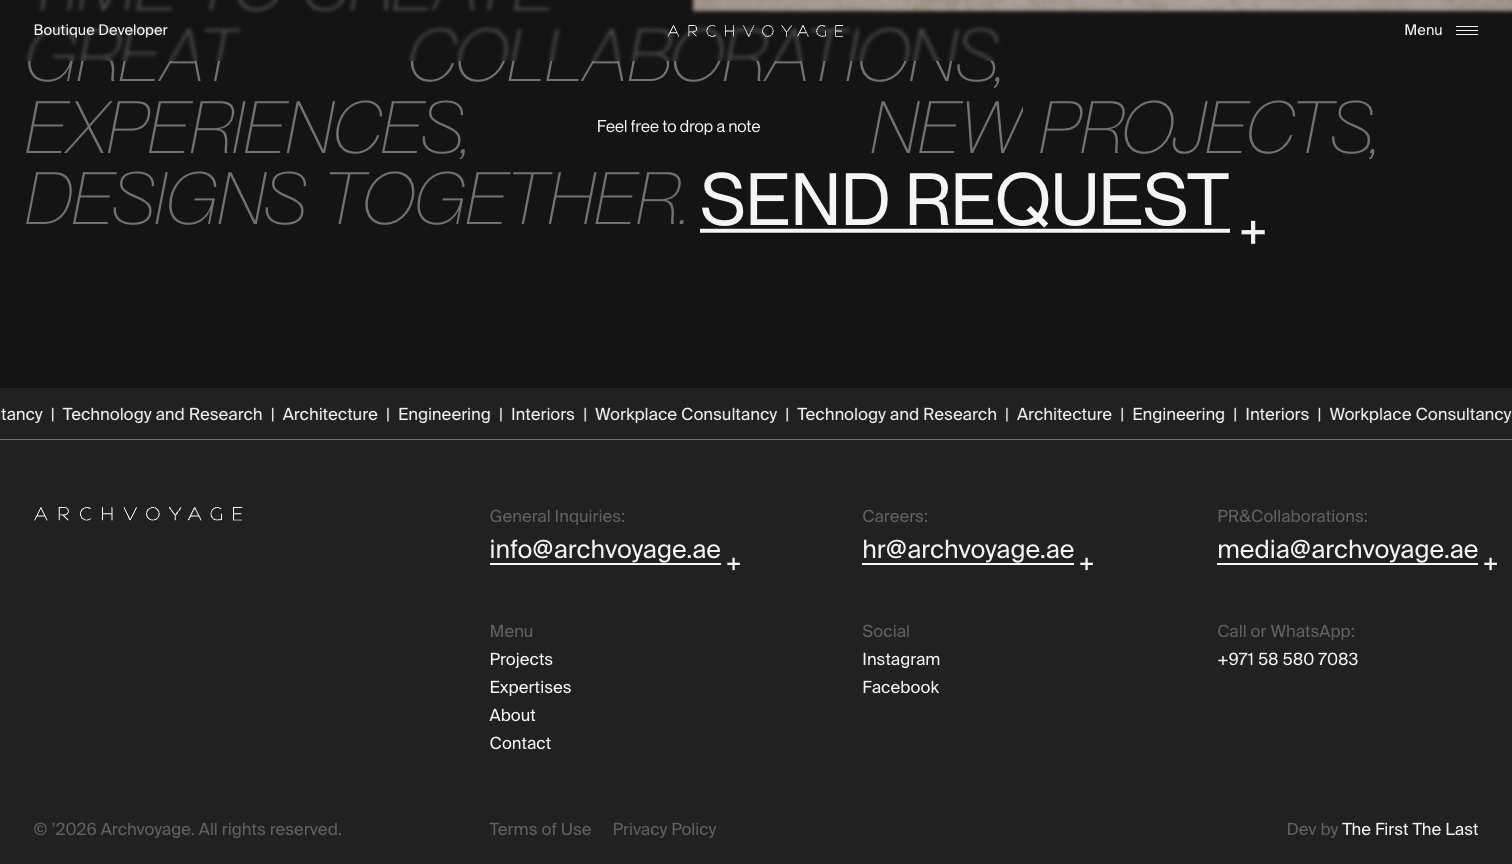 TIME TO CREATE
Boutique Developer
ARCHVOYAGE
Menu
GREAT COLLABORATIONS,
EXPERIENCES, Feel free to drop a note NEW PROJECTS,
DESIGNS TOGETHER. SEND REQUEST +
tancy | Technology and Research | Architecture | Engineering | Interiors | Workplace Consultancy | Technology and Research | Architecture | Engineering | Interiors | Workplace Consultancy
ARCHVOYAGE
General Inquiries:
info@archvoyage.ae +
Careers:
hr@archvoyage.ae +
PR&Collaborations:
media@archvoyage.ae +
Menu
Projects
Expertises
About
Contact
Social
Instagram
Facebook
Call or WhatsApp:
+971 58 580 7083
© ’2026 Archvoyage. All rights reserved.
Terms of Use
Privacy Policy
Dev by The First The Last